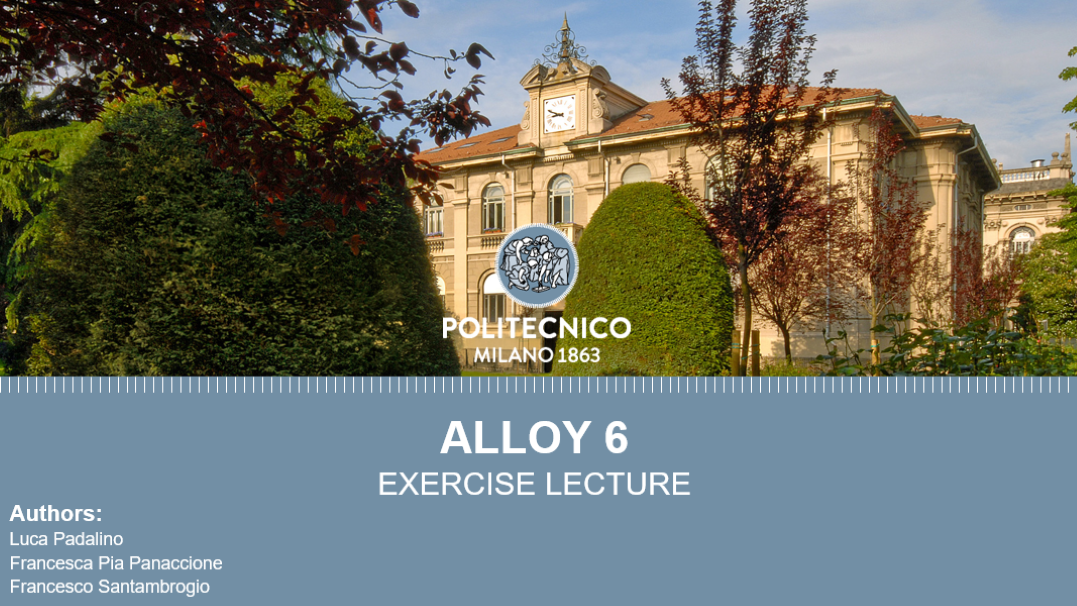 POLITECNICO
MILANO 1863
ALLOY 6
EXERCISE LECTURE
Authors:
Luca Padalino
Francesca Pia Panaccione
Francesco Santambrogio